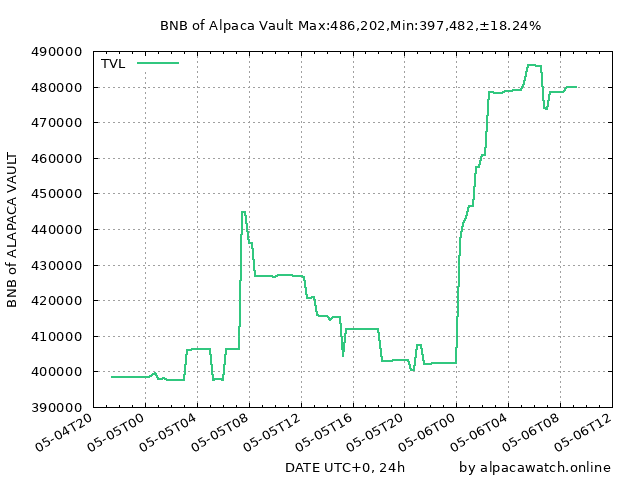 BNB of Alpaca Vault Max:486,202,Min:397,482,±18.24%
490000
TVL
480000
470000
460000
450000
440000
430000
420000
410000
400000
390000
BNB of ALAPACA VAULT
05-04T20
05-05T00
05-05T04
05-05T08
05-05T12
05-05T16
05-05T20
05-06T00
05-06T04
05-06T08
05-06T12
DATE UTC+0, 24h
by alpacawatch.online